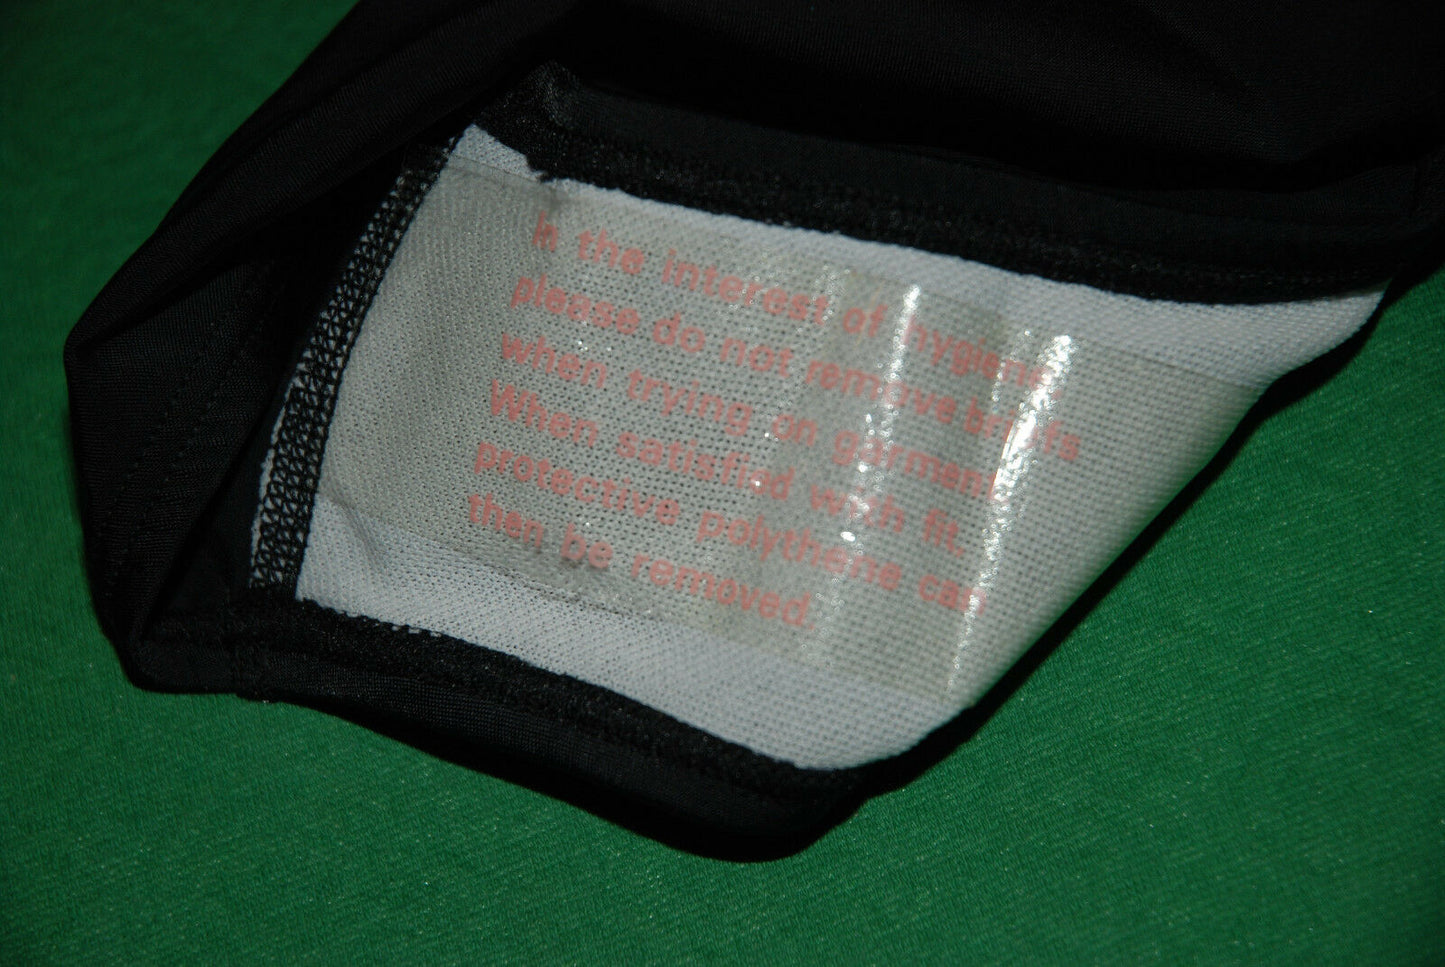 In the interest of hygiene,
please do not remove briefs
when trying on garment.
When satisfied with fit,
protective polythene can
then be removed.